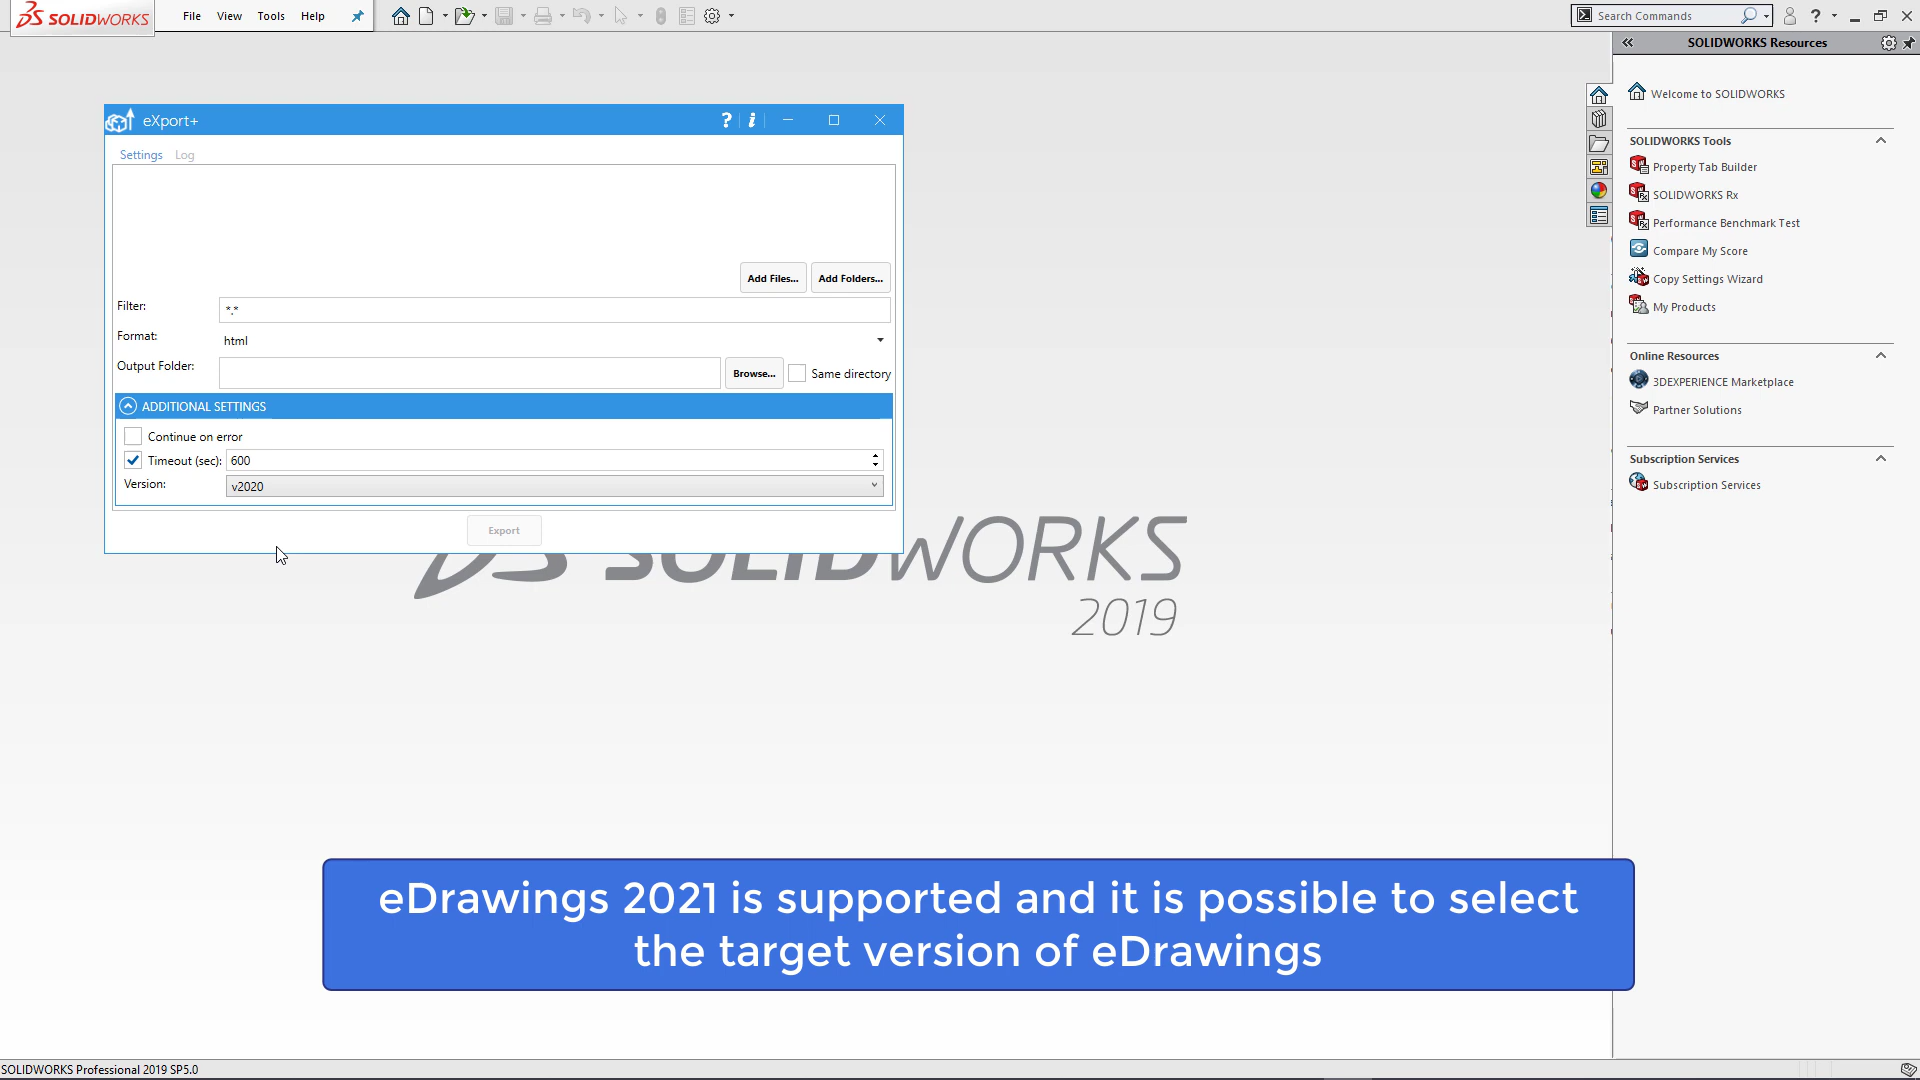 SOLIDWORKS
File View Tools Help
Search Commands
?
SOLIDWORKS Resources
Welcome to SOLIDWORKS
SOLIDWORKS Tools
Property Tab Builder
SOLIDWORKS Rx
Performance Benchmark Test
Compare My Score
Copy Settings Wizard
My Products
Online Resources
3DEXPERIENCE Marketplace
Partner Solutions
Subscription Services
Subscription Services
eXport+
? i
Settings Log
Add Files... Add Folders...
Filter: *.*
Format: html
Output Folder: Browse... Same directory
ADDITIONAL SETTINGS
Continue on error
Timeout (sec): 600
Version: v2020
Export
SOLIDWORKS
2019
eDrawings 2021 is supported and it is possible to select
the target version of eDrawings
SOLIDWORKS Professional 2019 SP5.0